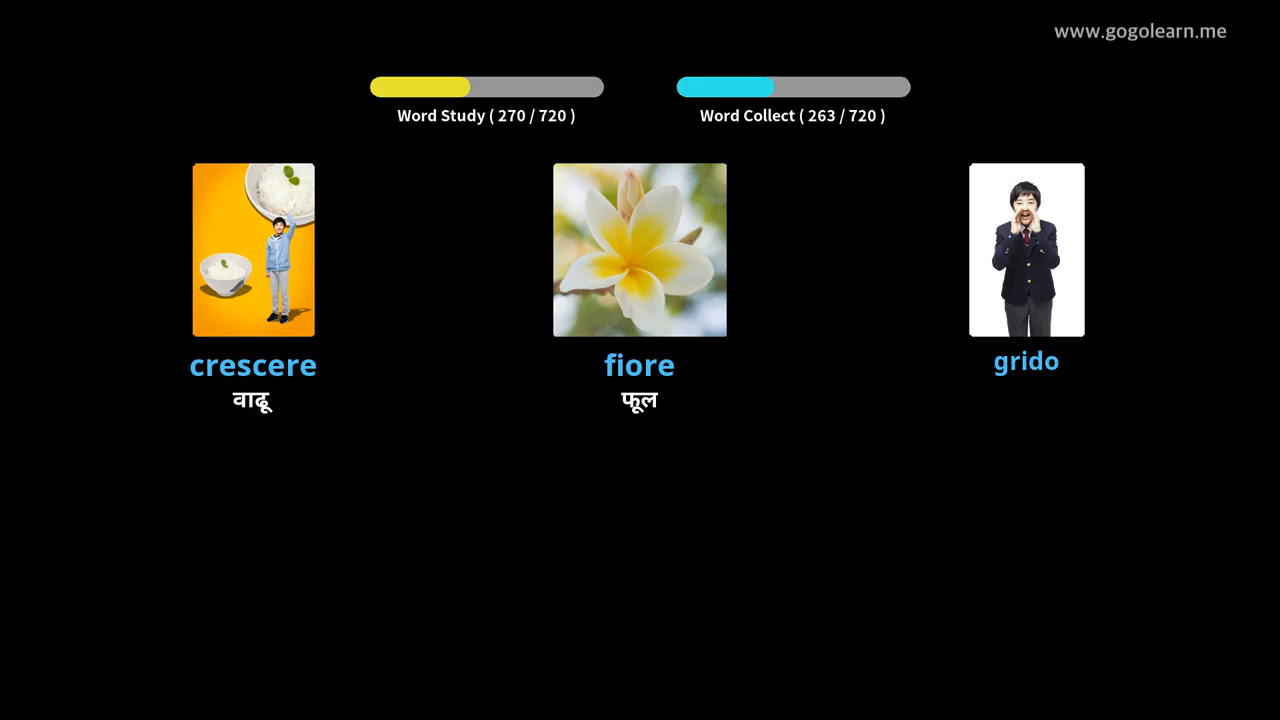 www.gogolearn.me
Word Study ( 270 / 720 )
Word Collect ( 263 / 720 )
crescere
वाढू
fiore
फूल
grido